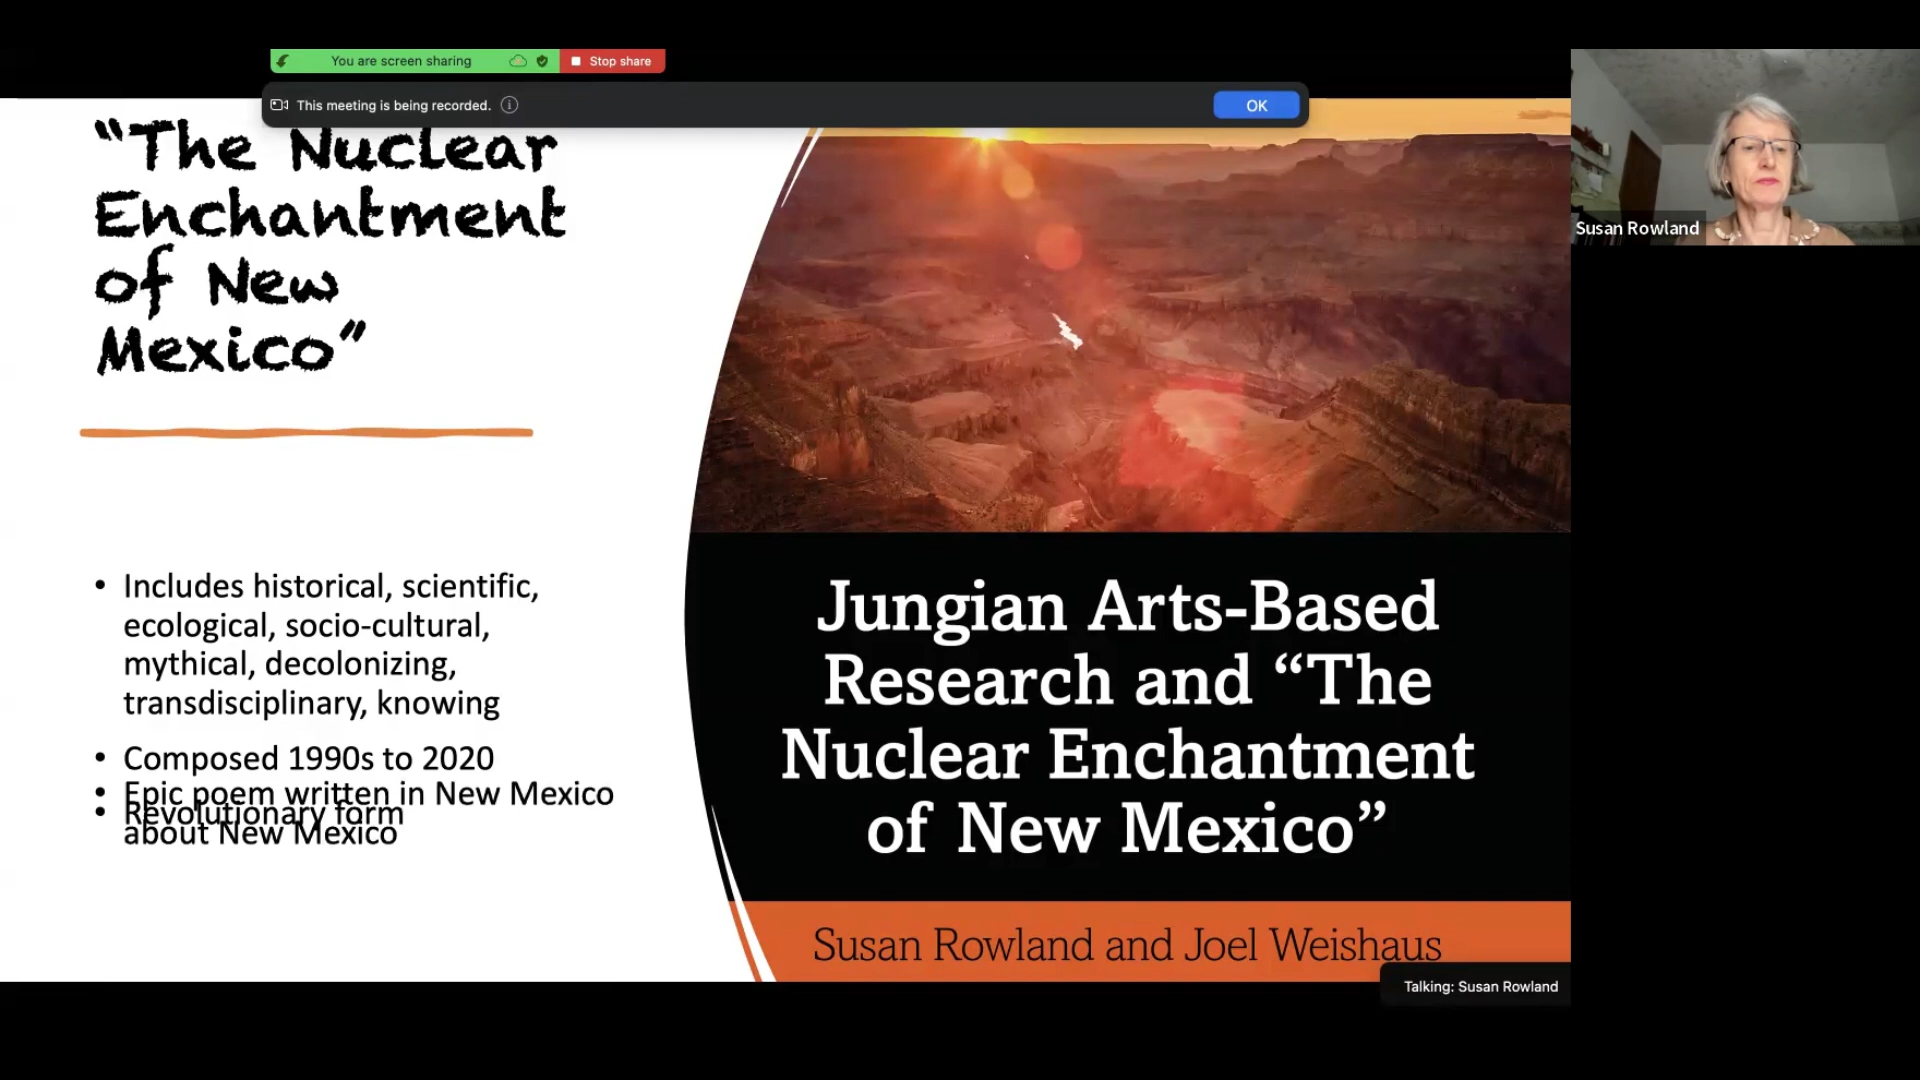 You are screen sharing
Stop share
This meeting is being recorded.
OK
“The Nuclear
Enchantment
of New
Mexico”
• Includes historical, scientific,
ecological, socio-cultural,
mythical, decolonizing,
transdisciplinary, knowing
• Composed 1990s to 2020
• Epic poem written in New Mexico
• Revolutionary form
about New Mexico
Jungian Arts-Based
Research and “The
Nuclear Enchantment
of New Mexico”
Susan Rowland and Joel Weishaus
Susan Rowland
Talking: Susan Rowland